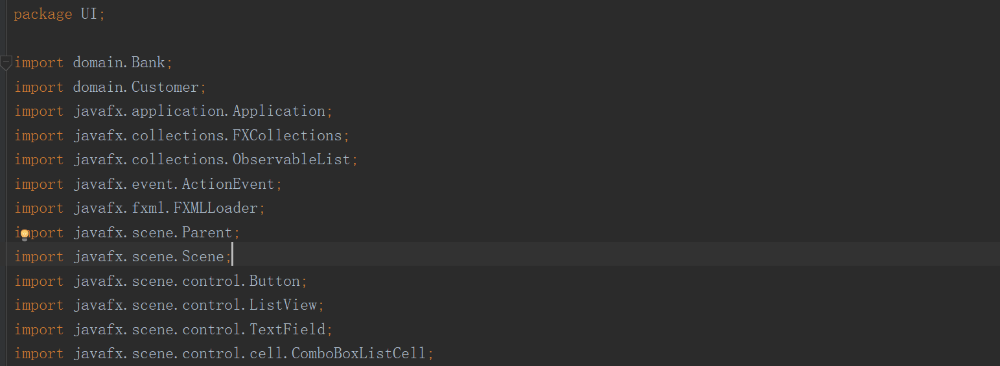 package UI;
import domain.Bank;
import domain.Customer;
import javafx.application.Application;
import javafx.collections.FXCollections;
import javafx.collections.ObservableList;
import javafx.event.ActionEvent;
import javafx.fxml.FXMLLoader;
import javafx.scene.Parent;
import javafx.scene.Scene;
import javafx.scene.control.Button;
import javafx.scene.control.ListView;
import javafx.scene.control.TextField;
import javafx.scene.control.cell.ComboBoxListCell;